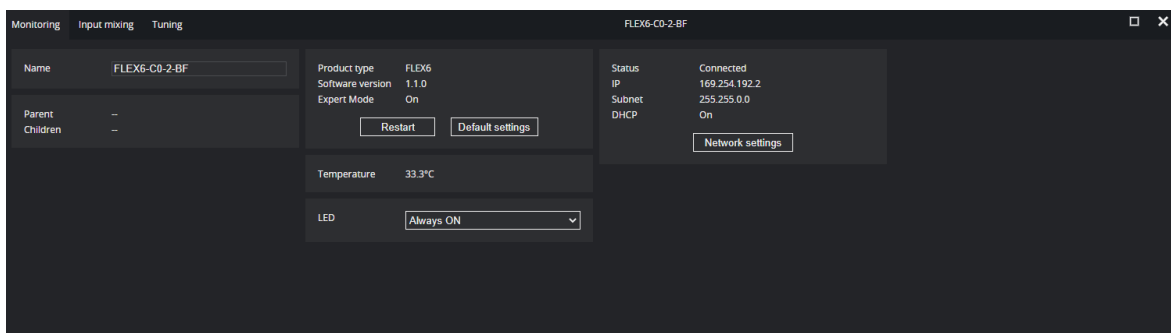 Monitoring Input mixing Tuning FLEX6-C0-2-BF
Name FLEX6-C0-2-BF
Parent --
Children --
Product type FLEX6
Software version 1.1.0
Expert Mode On
Restart Default settings
Temperature 33.3°C
LED Always ON
Status Connected
IP 169.254.192.2
Subnet 255.255.0.0
DHCP On
Network settings